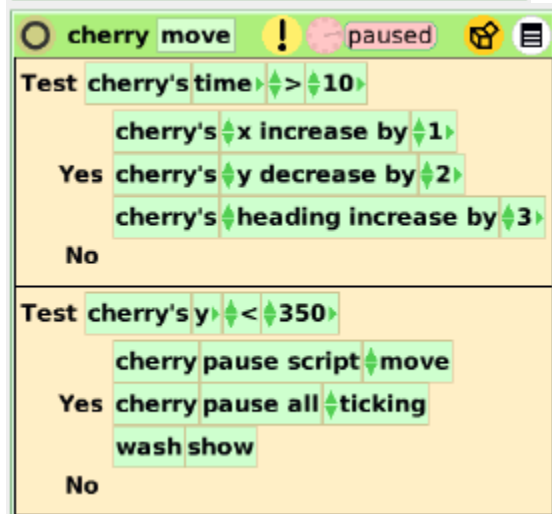 cherry move ! paused
Test cherry's time > 10
cherry's x increase by 1
Yes cherry's y decrease by 2
cherry's heading increase by 3
No
Test cherry's y < 350
cherry pause script move
Yes cherry pause all ticking
wash show
No